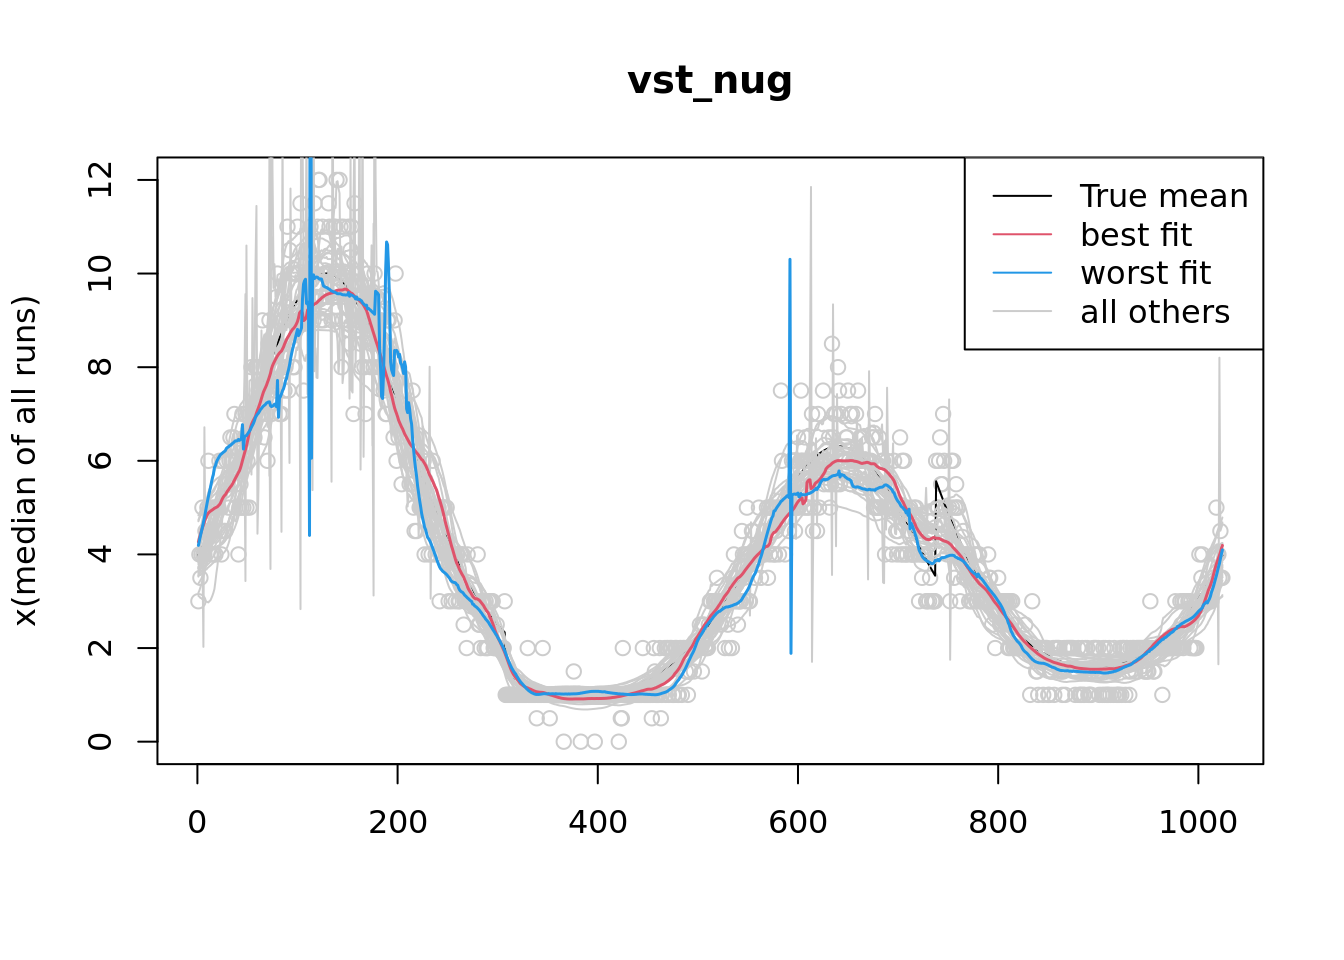 vst_nug
x(median of all runs)
12
10
8
6
4
2
0
True mean
best fit
worst fit
all others
0 200 400 600 800 1000